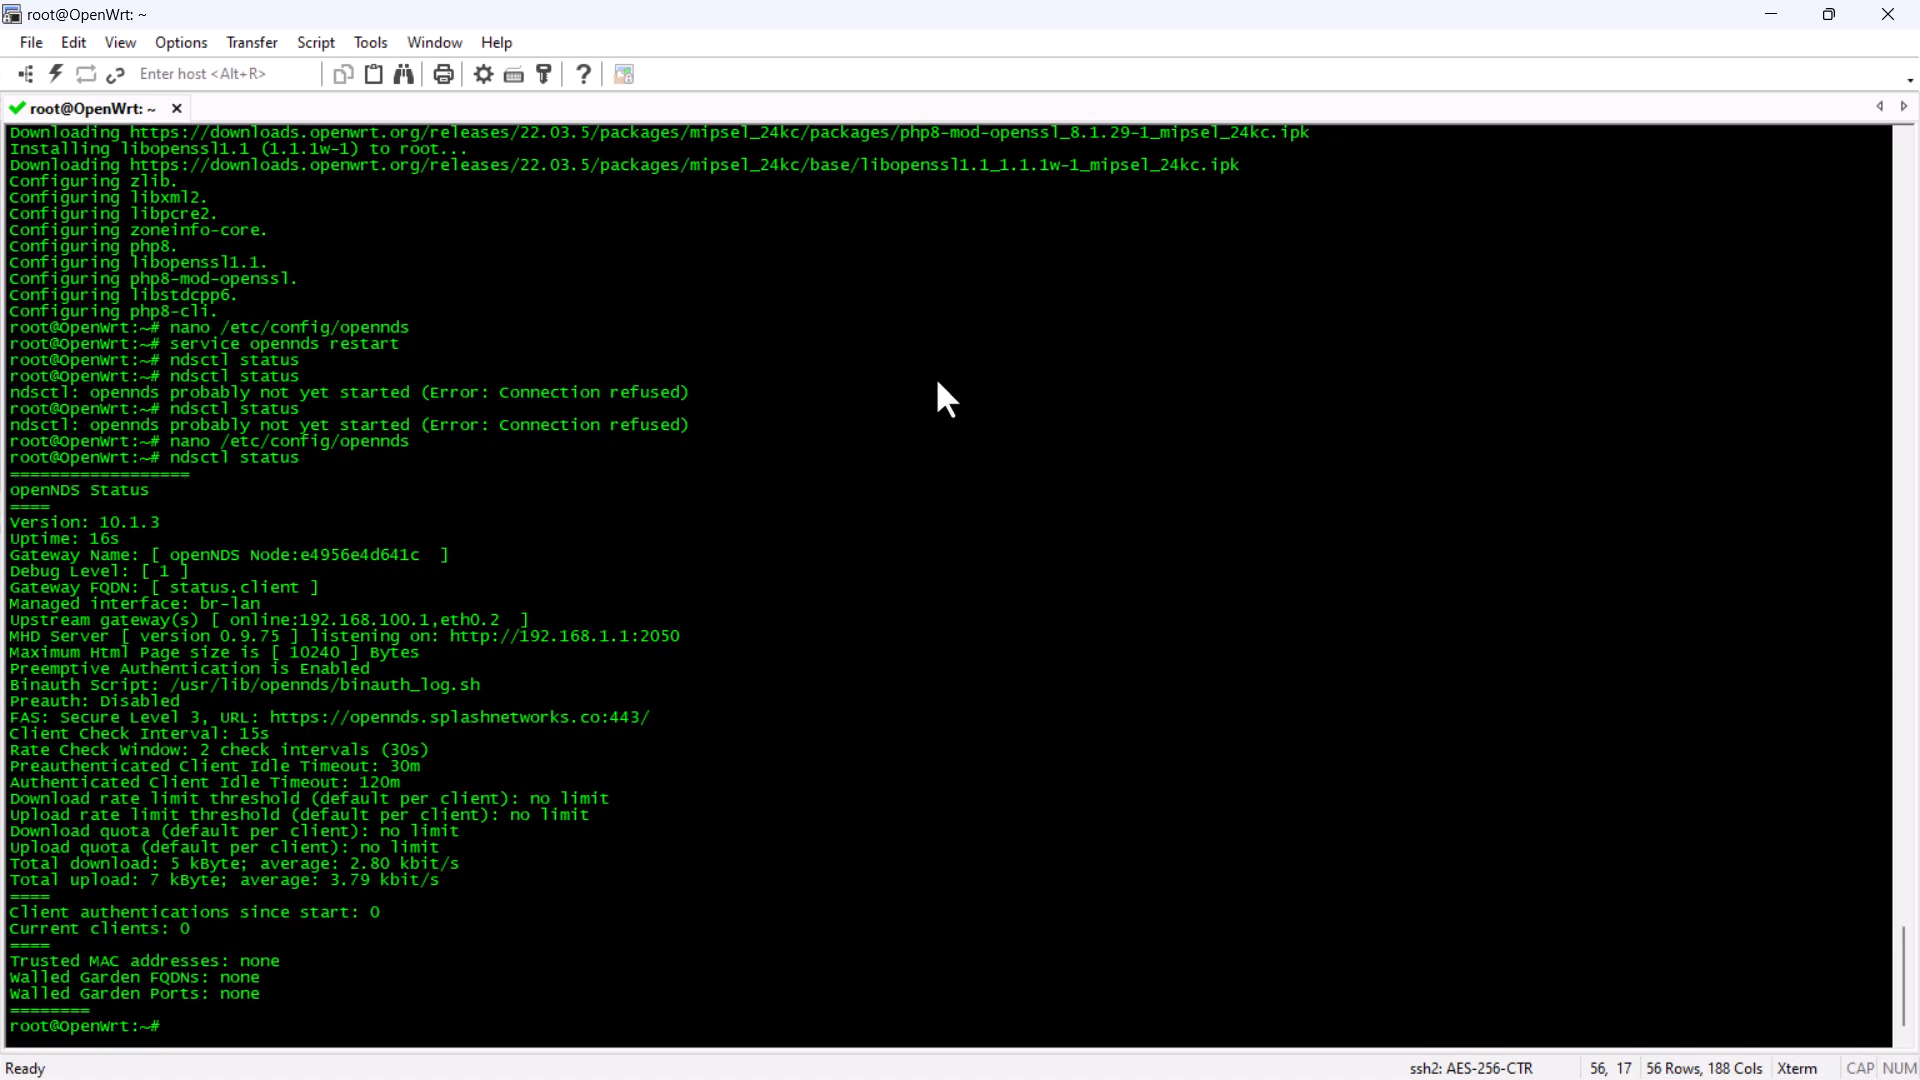 root@OpenWrt: ~
File Edit View Options Transfer Script Tools Window Help
Enter host <Alt+R>
root@OpenWrt: ~
Downloading https://downloads.openwrt.org/releases/22.03.5/packages/mipsel_24kc/packages/php8-mod-openssl_8.1.29-1_mipsel_24kc.ipk
Installing libopenssl1.1 (1.1.1w-1) to root...
Downloading https://downloads.openwrt.org/releases/22.03.5/packages/mipsel_24kc/base/libopenssl1.1_1.1.1w-1_mipsel_24kc.ipk
Configuring zlib.
Configuring libxml2.
Configuring libpcre2.
Configuring zoneinfo-core.
Configuring php8.
Configuring libopenssl1.1.
Configuring php8-mod-openssl.
Configuring libstdcpp6.
Configuring php8-cli.
root@OpenWrt:~# nano /etc/config/opennds
root@OpenWrt:~# service opennds restart
root@OpenWrt:~# ndsctl status
root@OpenWrt:~# ndsctl status
ndsctl: opennds probably not yet started (Error: Connection refused)
root@OpenWrt:~# ndsctl status
ndsctl: opennds probably not yet started (Error: Connection refused)
root@OpenWrt:~# nano /etc/config/opennds
root@OpenWrt:~# ndsctl status
==================
openNDS Status
====
Version: 10.1.3
Uptime: 16s
Gateway Name: [ openNDS Node:e4956e4d641c  ]
Debug Level: [ 1 ]
Gateway FQDN: [ status.client ]
Managed interface: br-lan
Upstream gateway(s) [ online:192.168.100.1,eth0.2  ]
MHD Server [ version 0.9.75 ] listening on: http://192.168.1.1:2050
Maximum Html Page size is [ 10240 ] Bytes
Preemptive Authentication is Enabled
Binauth Script: /usr/lib/opennds/binauth_log.sh
Preauth: Disabled
FAS: Secure Level 3, URL: https://opennds.splashnetworks.co:443/
Client Check Interval: 15s
Rate Check Window: 2 check intervals (30s)
Preauthenticated Client Idle Timeout: 30m
Authenticated Client Idle Timeout: 120m
Download rate limit threshold (default per client): no limit
Upload rate limit threshold (default per client): no limit
Download quota (default per client): no limit
Upload quota (default per client): no limit
Total download: 5 kByte; average: 2.80 kbit/s
Total upload: 7 kByte; average: 3.79 kbit/s
====
Client authentications since start: 0
Current clients: 0
====
Trusted MAC addresses: none
Walled Garden FQDNs: none
Walled Garden Ports: none
========
root@OpenWrt:~#
Ready ssh2: AES-256-CTR 56, 17 56 Rows, 188 Cols Xterm CAP NUM